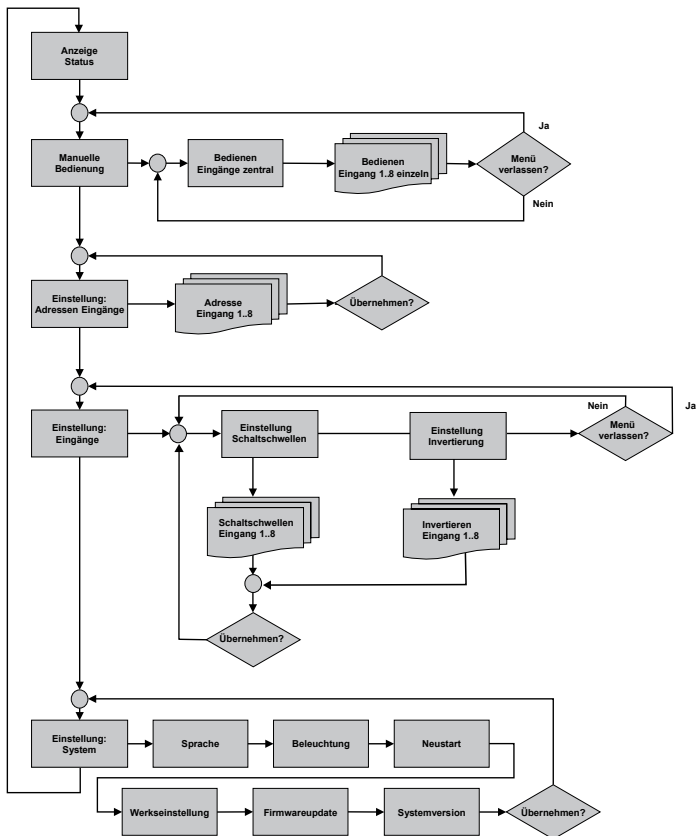 Anzeige
Status
Ja
Manuelle
Bedienung
Bedienen
Eingänge zentral
Bedienen
Eingang 1..8 einzeln
Menü
verlassen?
Nein
Einstellung:
Adressen Eingänge
Adresse
Eingang 1..8
Übernehmen?
Nein
Ja
Einstellung:
Eingänge
Einstellung
Schaltschwellen
Einstellung
Invertierung
Menü
verlassen?
Schaltschwellen
Eingang 1..8
Invertieren
Eingang 1..8
Übernehmen?
Einstellung:
System
Sprache
Beleuchtung
Neustart
Werkseinstellung
Firmwareupdate
Systemversion
Übernehmen?